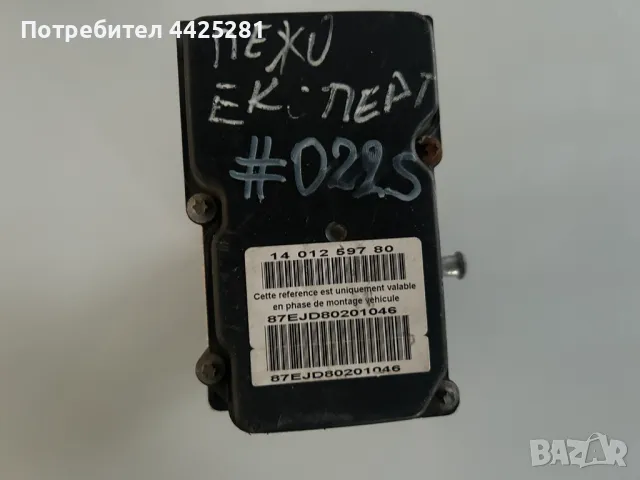 Потребител 4425281
ПЕЖО
ЕКСПЕРТ
#022S
14 012 597 80
Cette reference est uniquement valable
en phase de montage vehicule
87EJD80201046
87EJD80201046
BAZAR